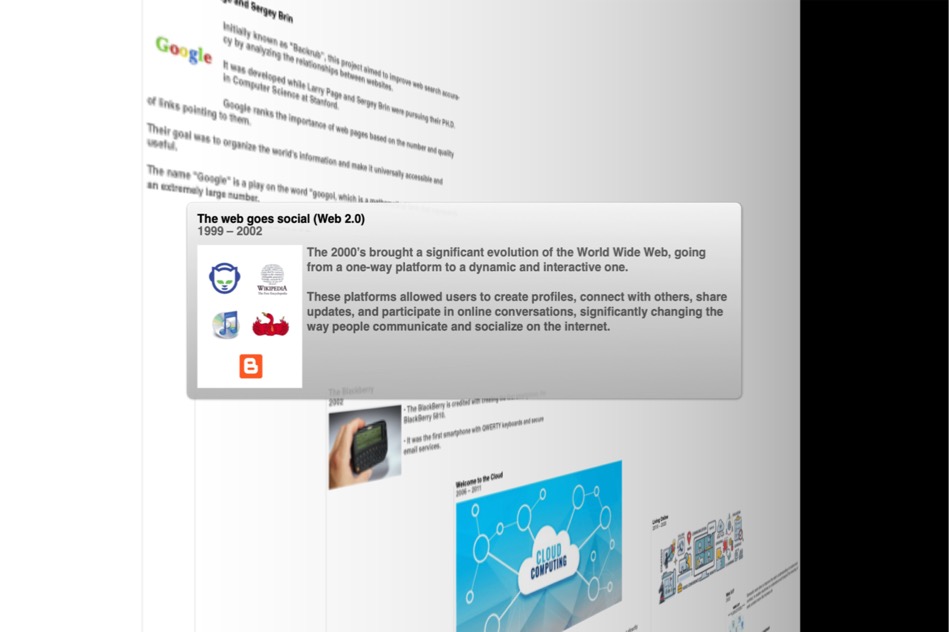 ge and Sergey Brin
Google
Initially known as "Backrub", this project aimed to improve web search accura-
cy by analyzing the relationships between websites.
It was developed while Larry Page and Sergey Brin were pursuing their PH.D.
in Computer Science at Stanford.
Google ranks the importance of web pages based on the number and quality
of links pointing to them.
Their goal was to organize the world's information and make it universally accessible and
useful.
The name "Google" is a play on the word "googol, which is a
an extremely large number.
The web goes social (Web 2.0)
1999 – 2002
The 2000's brought a significant evolution of the World Wide Web, going
from a one-way platform to a dynamic and interactive one.
These platforms allowed users to create profiles, connect with others, share
updates, and participate in online conversations, significantly changing the
way people communicate and socialize on the internet.
WIKIPEDIA
The Free Encyclopedia
The Blackberry
2002
- The BlackBerry is credited with creating
BlackBerry 5810.
- It was the first smartphone with QWERTY keyboards and secure
email services.
Welcome to the Cloud
2006 – 2011
CLOUD
COMPUTING
Living Online